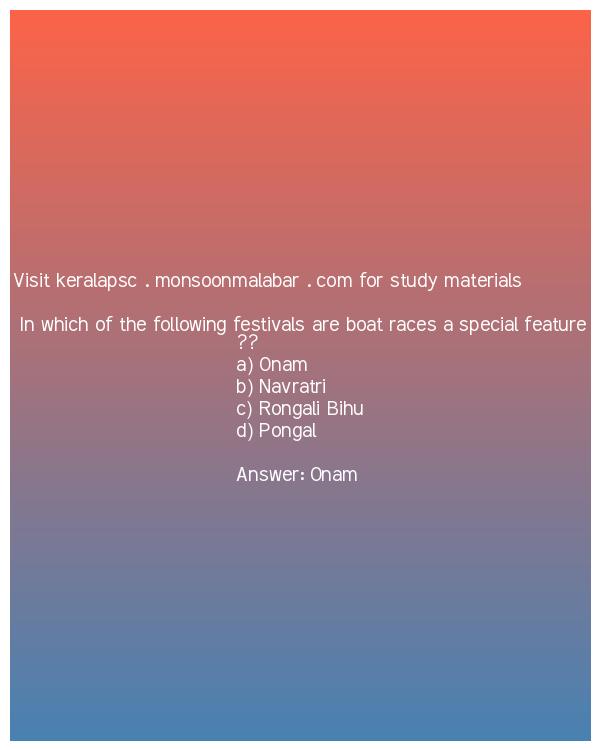 Visit keralapsc . monsoonmalabar . com for study materials
In which of the following festivals are boat races a special feature
??
a) Onam
b) Navratri
c) Rongali Bihu
d) Pongal
Answer: Onam